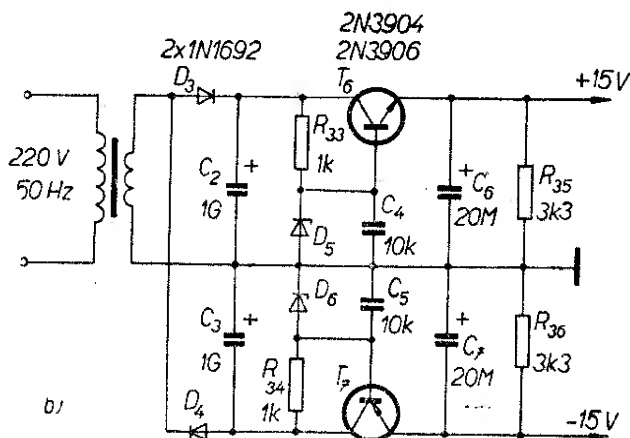 2N3904
2N3906
2x1N1692
D3
T6
+15V
220 V
50 Hz
R33
1k
C2
+
1G
D5
C4
10k
+
C6
20M
R35
3k3
D6
C5
10k
C3
+
1G
R34
1k
T7
+
C7
20M
R36
3k3
b)
D4
-15V